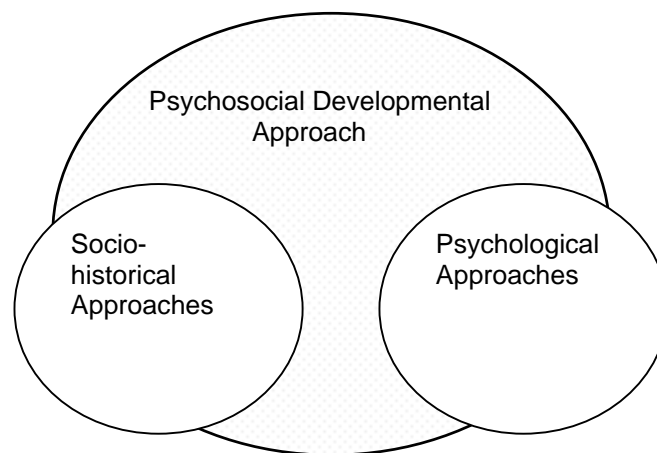 Psychosocial Developmental
Approach
Socio-
historical
Approaches
Psychological
Approaches